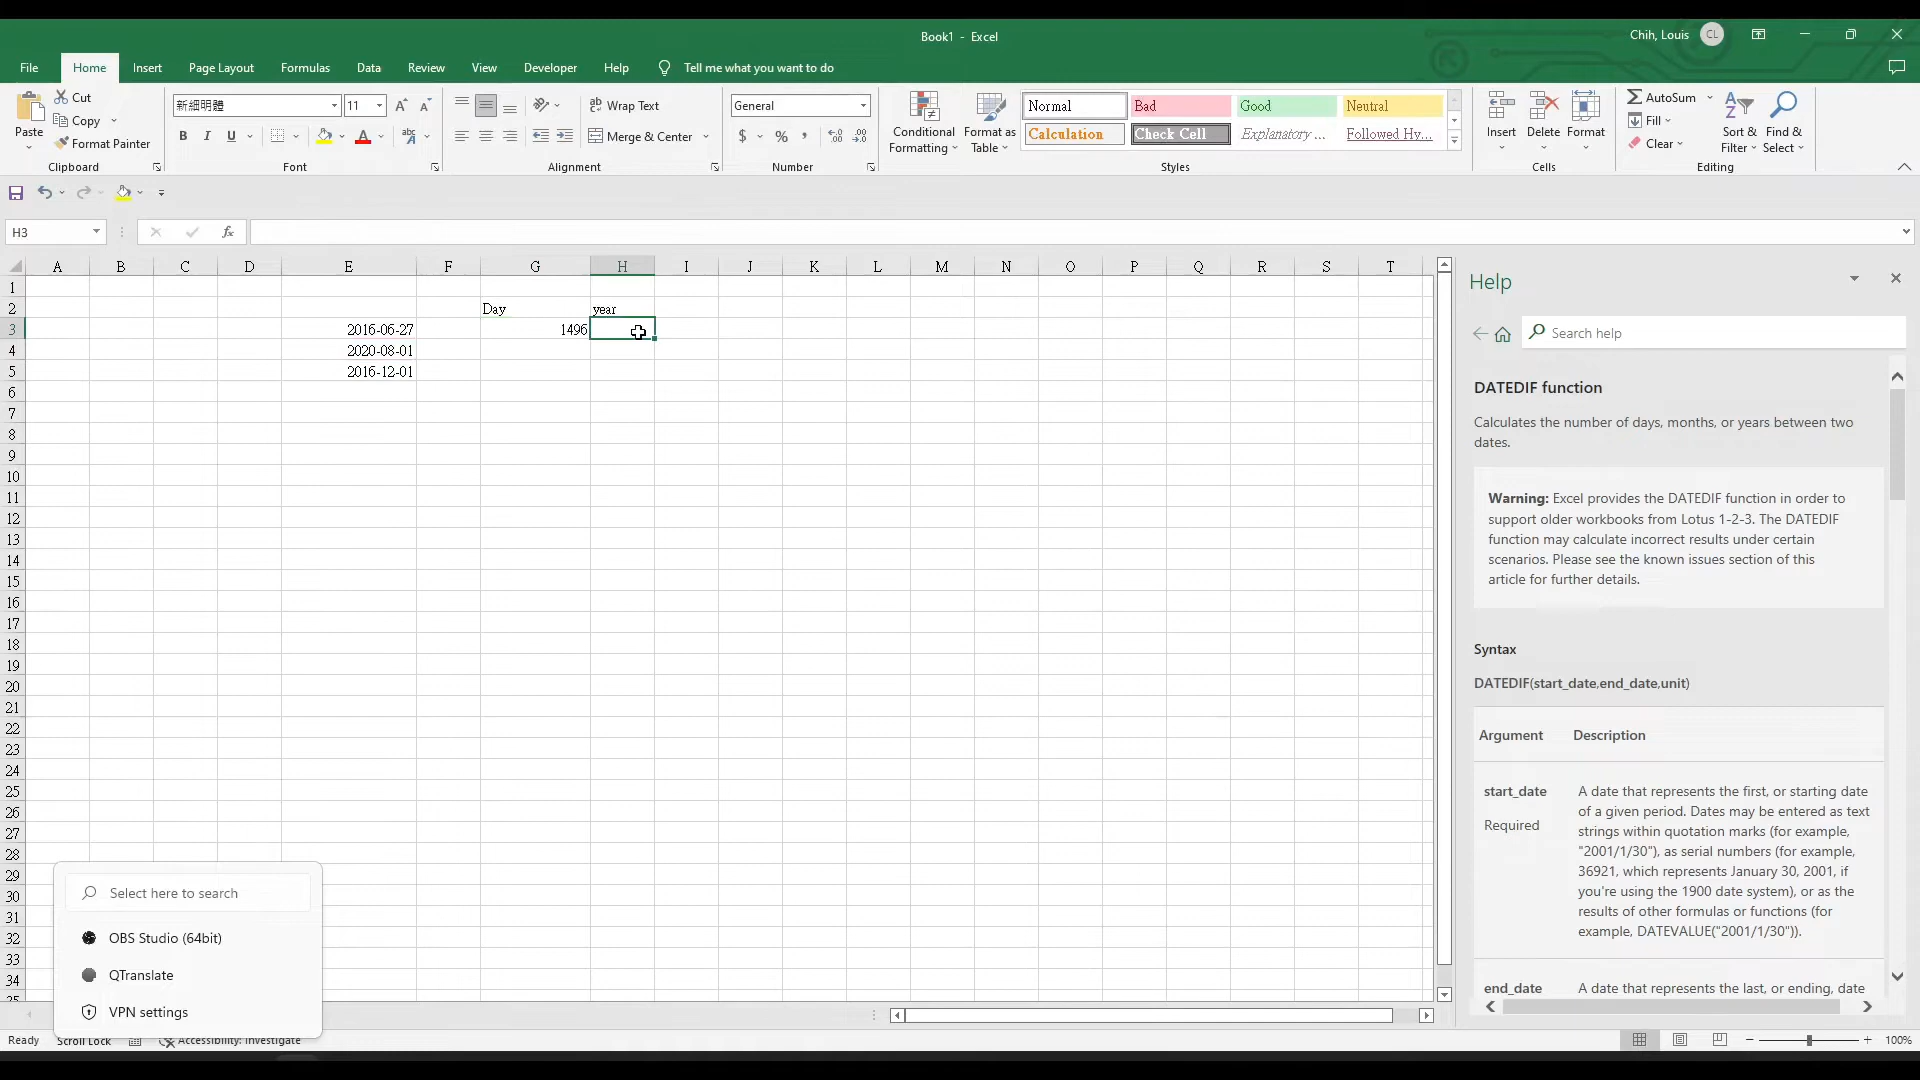 Book1 - Excel
Chih, Louis CL
File Home Insert Page Layout Formulas Data Review View Developer Help Tell me what you want to do
Paste
Cut
Copy
Format Painter
Clipboard
新細明體 11
B I U
Font
Wrap Text
Merge & Center
Alignment
General
$ % ,
Number
Conditional Formatting
Format as Table
Normal Bad Good Neutral
Calculation Check Cell Explanatory ... Followed Hy...
Styles
Insert Delete Format
Cells
AutoSum
Fill
Clear
Sort & Filter
Find & Select
Editing
H3 fx
A B C D E F G H I J K L M N O P Q R S T
1
2 Day year
3 2016-06-27 1496
4 2020-08-01
5 2016-12-01
6
7
8
9
10
11
12
13
14
15
16
17
18
19
20
21
22
23
24
25
26
27
28
29
30
31
32
33
34
35
Select here to search
OBS Studio (64bit)
QTranslate
VPN settings
Ready Scroll Lock Accessibility: Investigate 100%
Help
Search help
DATEDIF function
Calculates the number of days, months, or years between two
dates.
Warning: Excel provides the DATEDIF function in order to
support older workbooks from Lotus 1-2-3. The DATEDIF
function may calculate incorrect results under certain
scenarios. Please see the known issues section of this
article for further details.
Syntax
DATEDIF(start_date,end_date,unit)
Argument Description
start_date
Required
A date that represents the first, or starting date
of a given period. Dates may be entered as text
strings within quotation marks (for example,
"2001/1/30"), as serial numbers (for example,
36921, which represents January 30, 2001, if
you're using the 1900 date system), or as the
results of other formulas or functions (for
example, DATEVALUE("2001/1/30")).
end_date A date that represents the last, or ending, date